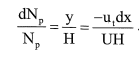 dN_p / N_p = y / H = −u_t dx / UH